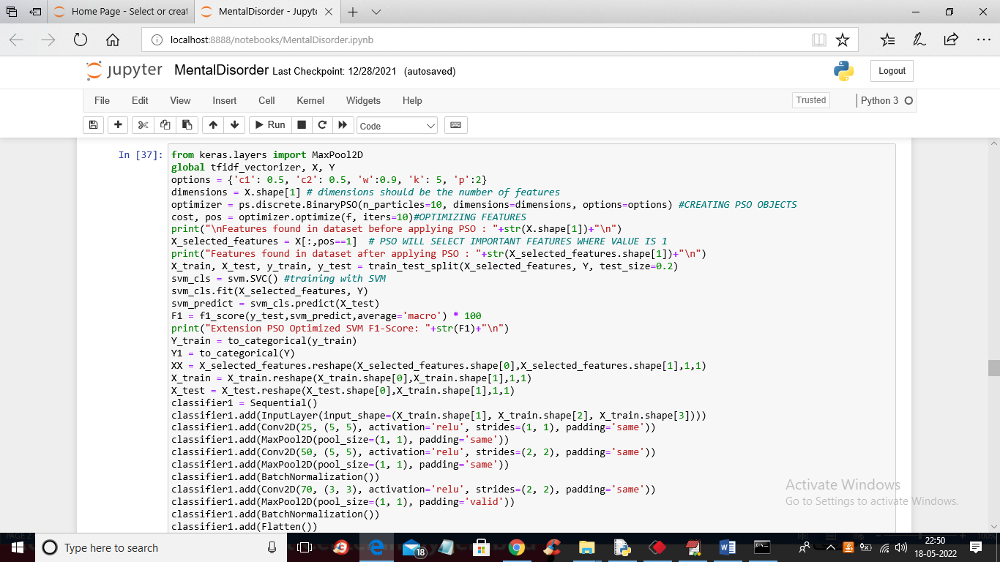 Home Page - Select or creat
MentalDisorder - Jupyte
localhost:8888/notebooks/MentalDisorder.ipynb
jupyter MentalDisorder Last Checkpoint: 12/28/2021 (autosaved)
Logout
File Edit View Insert Cell Kernel Widgets Help
Trusted
Python 3
Run
Code
In [37]:
from keras.layers import MaxPool2D
global tfidf_vectorizer, X, Y
options = {'c1': 0.5, 'c2': 0.5, 'w':0.9, 'k': 5, 'p':2}
dimensions = X.shape[1] # dimensions should be the number of features
optimizer = ps.discrete.BinaryPSO(n_particles=10, dimensions=dimensions, options=options) #CREATING PSO OBJECTS
cost, pos = optimizer.optimize(f, iters=10)#OPTIMIZING FEATURES
print("\nFeatures found in dataset before applying PSO : "+str(X.shape[1])+"\n")
X_selected_features = X[:,pos==1]  # PSO WILL SELECT IMPORTANT FEATURES WHERE VALUE IS 1
print("Features found in dataset after applying PSO : "+str(X_selected_features.shape[1])+"\n")
X_train, X_test, y_train, y_test = train_test_split(X_selected_features, Y, test_size=0.2)
svm_cls = svm.SVC() #training with SVM
svm_cls.fit(X_selected_features, Y)
svm_predict = svm_cls.predict(X_test)
F1 = f1_score(y_test,svm_predict,average='macro') * 100
print("Extension PSO Optimized SVM F1-Score: "+str(F1)+"\n")
Y_train = to_categorical(y_train)
Y1 = to_categorical(Y)
XX = X_selected_features.reshape(X_selected_features.shape[0],X_selected_features.shape[1],1,1)
X_train = X_train.reshape(X_train.shape[0],X_train.shape[1],1,1)
X_test = X_test.reshape(X_test.shape[0],X_train.shape[1],1,1)
classifier1 = Sequential()
classifier1.add(InputLayer(input_shape=(X_train.shape[1], X_train.shape[2], X_train.shape[3])))
classifier1.add(Conv2D(25, (5, 5), activation='relu', strides=(1, 1), padding='same'))
classifier1.add(MaxPool2D(pool_size=(1, 1), padding='same'))
classifier1.add(Conv2D(50, (5, 5), activation='relu', strides=(2, 2), padding='same'))
classifier1.add(MaxPool2D(pool_size=(1, 1), padding='same'))
classifier1.add(BatchNormalization())
classifier1.add(Conv2D(70, (3, 3), activation='relu', strides=(2, 2), padding='same'))
classifier1.add(MaxPool2D(pool_size=(1, 1), padding='valid'))
classifier1.add(BatchNormalization())
classifier1.add(Flatten())
Activate Windows
Go to Settings to activate Windows.
PAGE 2
Type here to search
18
100%
22:50
18-05-2022